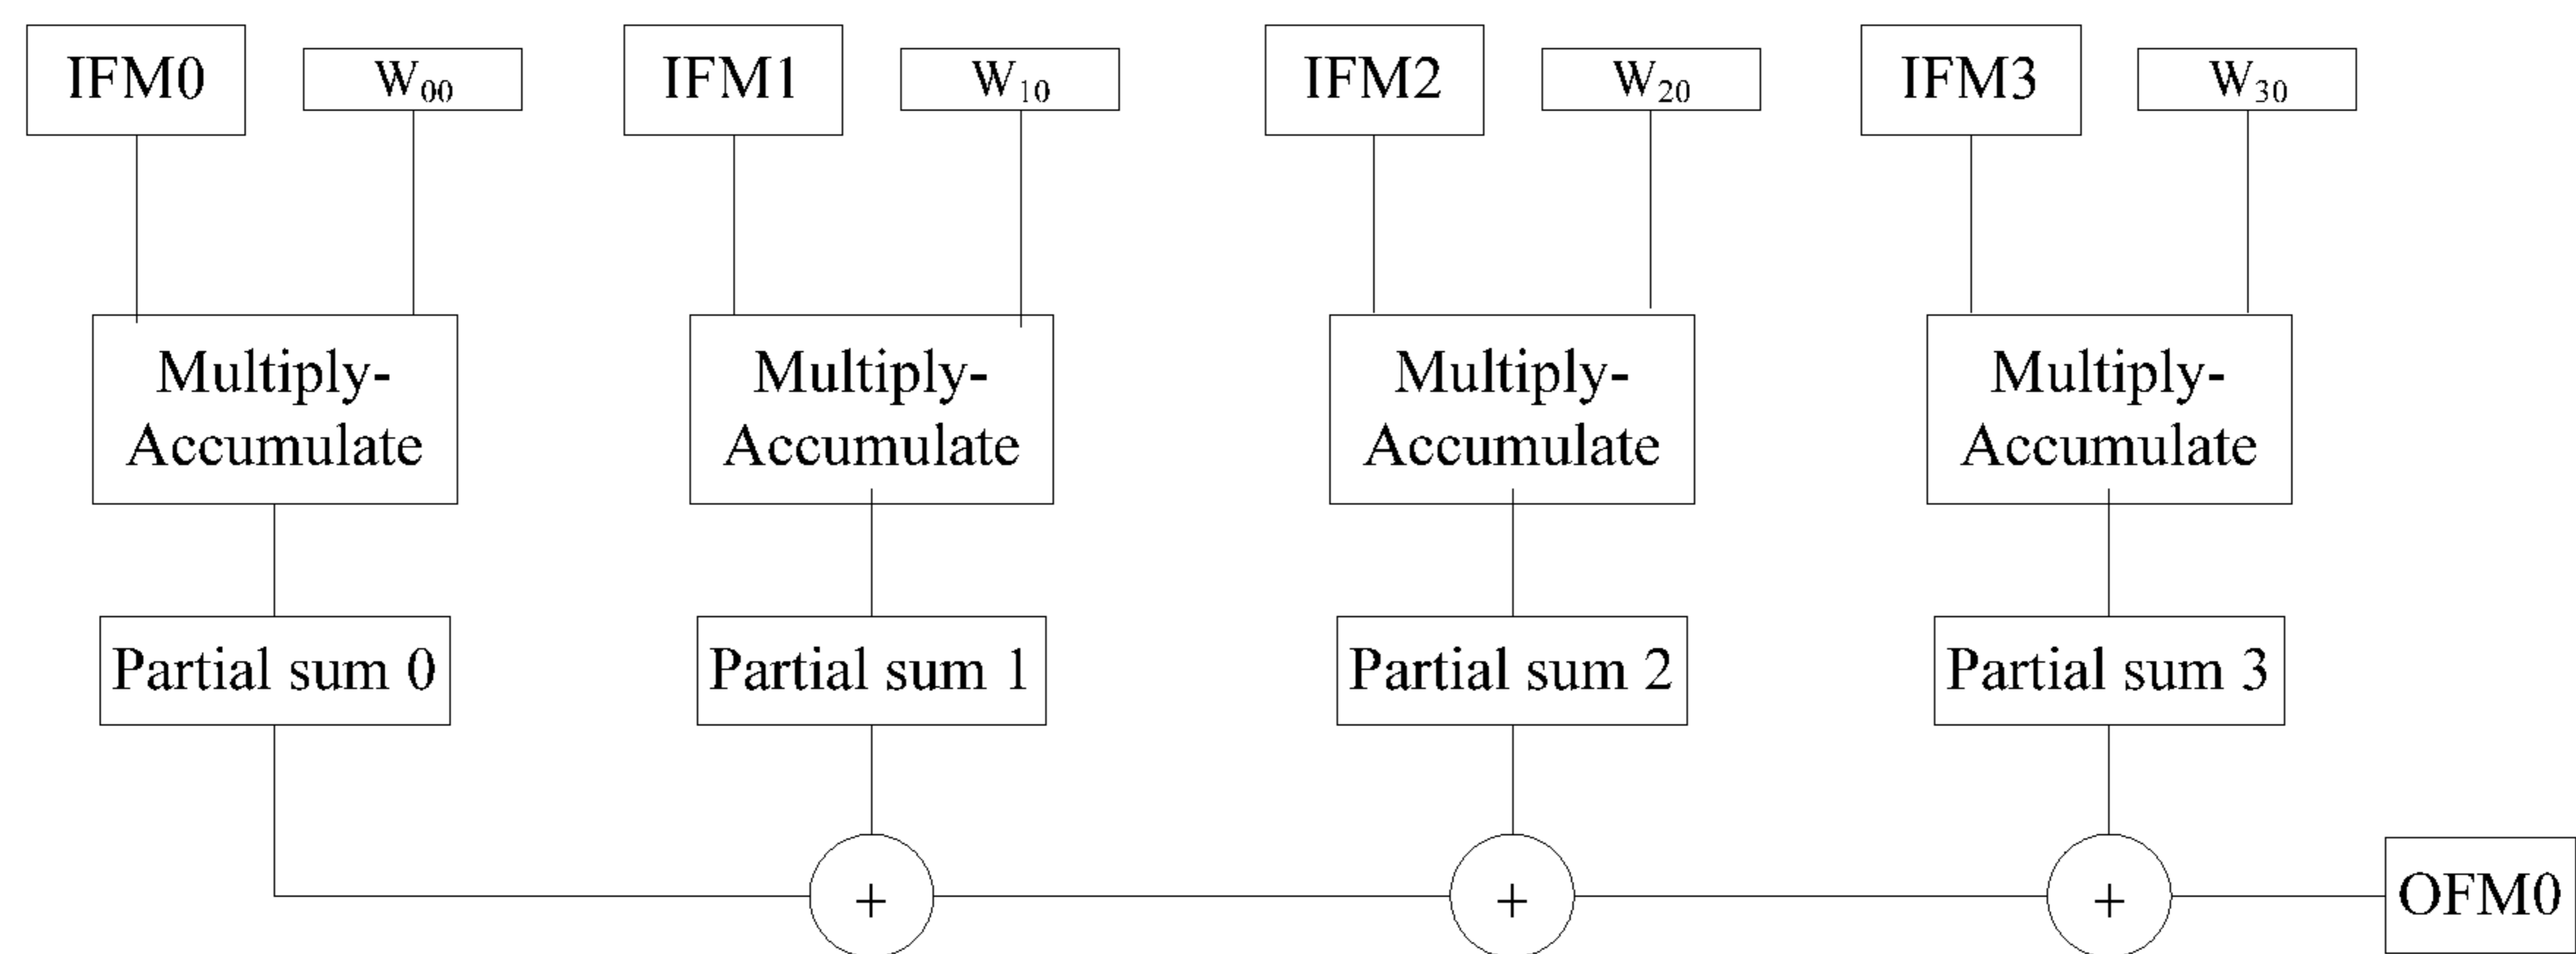 IFM0 W₀₀ IFM1 W₁₀ IFM2 W₂₀ IFM3 W₃₀
Multiply- Multiply- Multiply- Multiply-
Accumulate Accumulate Accumulate Accumulate
Partial sum 0 Partial sum 1 Partial sum 2 Partial sum 3
+ + + OFM0